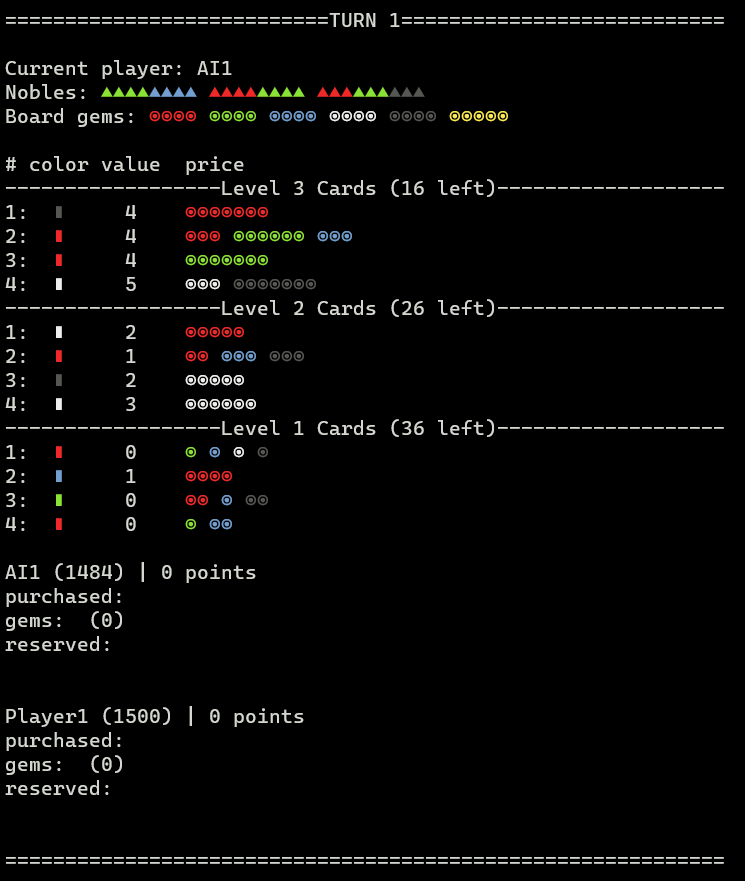 ===========================TURN 1===========================
Current player: AI1
Nobles: ▲▲▲▲▲▲▲▲ ▲▲▲▲▲▲▲▲ ▲▲▲▲▲▲▲▲▲
Board gems: ◉◉◉◉ ◉◉◉◉ ◉◉◉◉ ◉◉◉◉ ◉◉◉◉ ◉◉◉◉◉
# color value  price
------------------Level 3 Cards (16 left)-------------------
1:  ▮     4    ◉◉◉◉◉◉◉
2:  ▮     4    ◉◉◉ ◉◉◉◉◉◉ ◉◉◉
3:  ▮     4    ◉◉◉◉◉◉◉
4:  ▮     5    ◉◉◉ ◉◉◉◉◉◉◉
------------------Level 2 Cards (26 left)-------------------
1:  ▮     2    ◉◉◉◉◉
2:  ▮     1    ◉◉ ◉◉◉ ◉◉◉
3:  ▮     2    ◉◉◉◉◉
4:  ▮     3    ◉◉◉◉◉◉
------------------Level 1 Cards (36 left)-------------------
1:  ▮     0    ◉ ◉ ◉ ◉
2:  ▮     1    ◉◉◉◉
3:  ▮     0    ◉◉ ◉ ◉◉
4:  ▮     0    ◉ ◉◉
AI1 (1484) | 0 points
purchased:
gems:  (0)
reserved:
Player1 (1500) | 0 points
purchased:
gems:  (0)
reserved:
============================================================